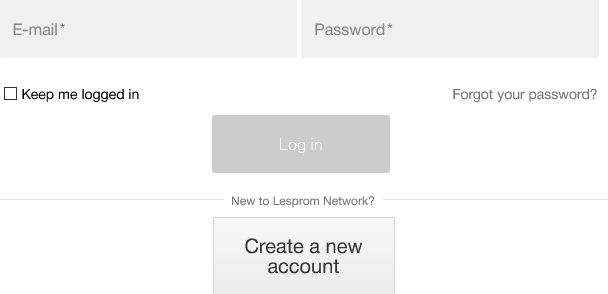 E-mail* Password*
Keep me logged in Forgot your password?
Log in
New to Lesprom Network?
Create a new
account